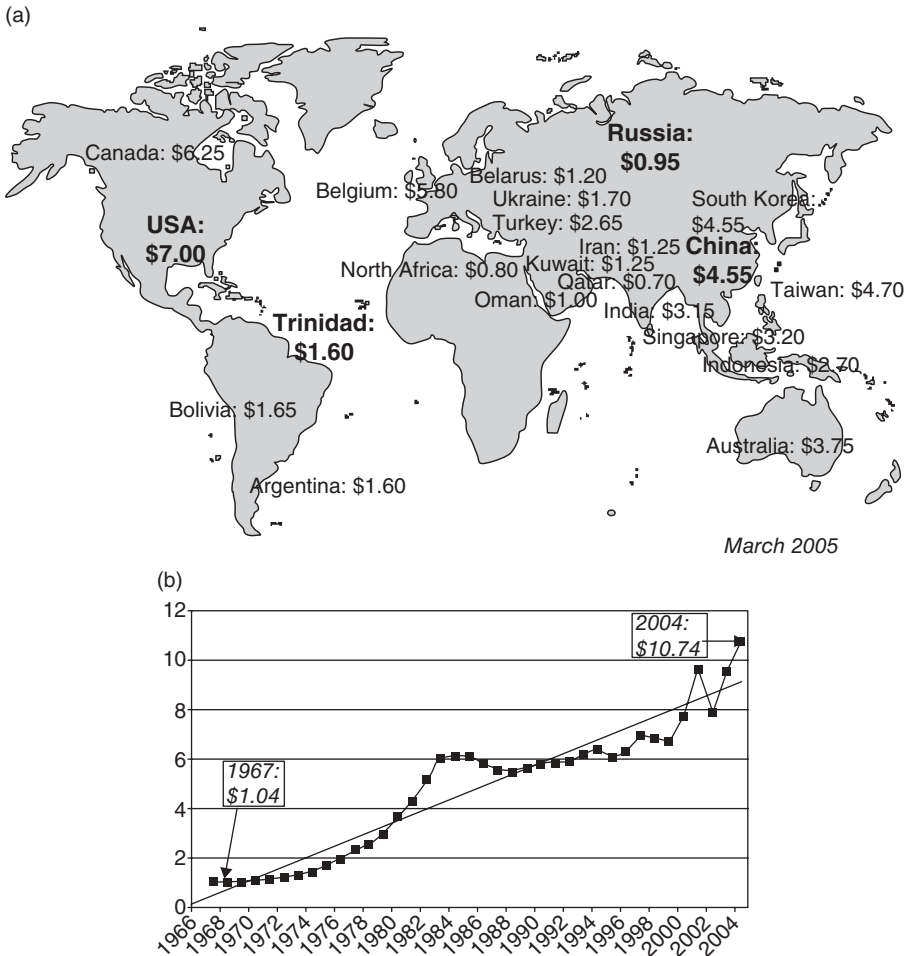 (a)
Canada: $6.25
USA:
$7.00
Trinidad:
$1.60
Bolivia: $1.65
Argentina: $1.60
Belgium: $5.80
North Africa: $0.80
Russia:
$0.95
Belarus: $1.20
Ukraine: $1.70
Turkey: $2.65
Iran: $1.25
Kuwait: $1.25
Qatar: $0.70
Oman: $1.00
India: $3.15
South Korea:
$4.55
China:
$4.55
Taiwan: $4.70
Singapore: $3.20
Indonesia: $2.70
Australia: $3.75
March 2005
(b)
12
10
8
6
4
2
0
1967:
$1.04
2004:
$10.74
1966
1968
1970
1972
1974
1976
1978
1980
1982
1984
1986
1988
1990
1992
1994
1996
1998
2000
2002
2004